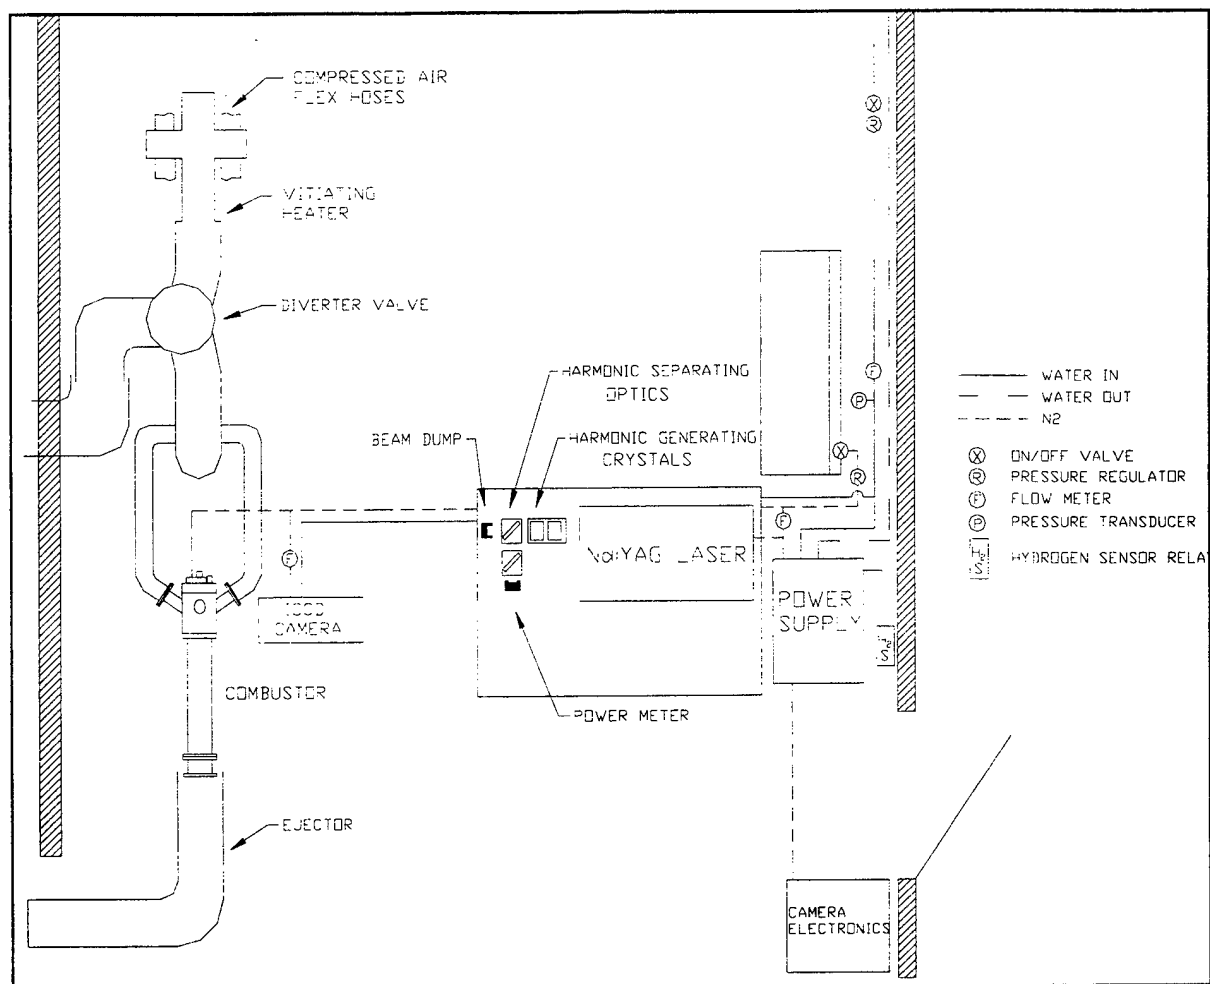 COMPRESSED AIR
FLEX HOSES
X
R
VITIATING
HEATER
DIVERTER VALVE
HARMONIC SEPARATING
OPTICS
F
P
WATER IN
WATER OUT
N2
BEAM DUMP
HARMONIC GENERATING
CRYSTALS
X
R
X ON/OFF VALVE
R PRESSURE REGULATOR
F FLOW METER
P PRESSURE TRANSDUCER
H2
S HYDROGEN SENSOR RELA
F
F
Nd:YAG LASER
POWER
SUPPLY
CAMERA
H2
S
COMBUSTOR
POWER METER
EJECTOR
CAMERA
ELECTRONICS